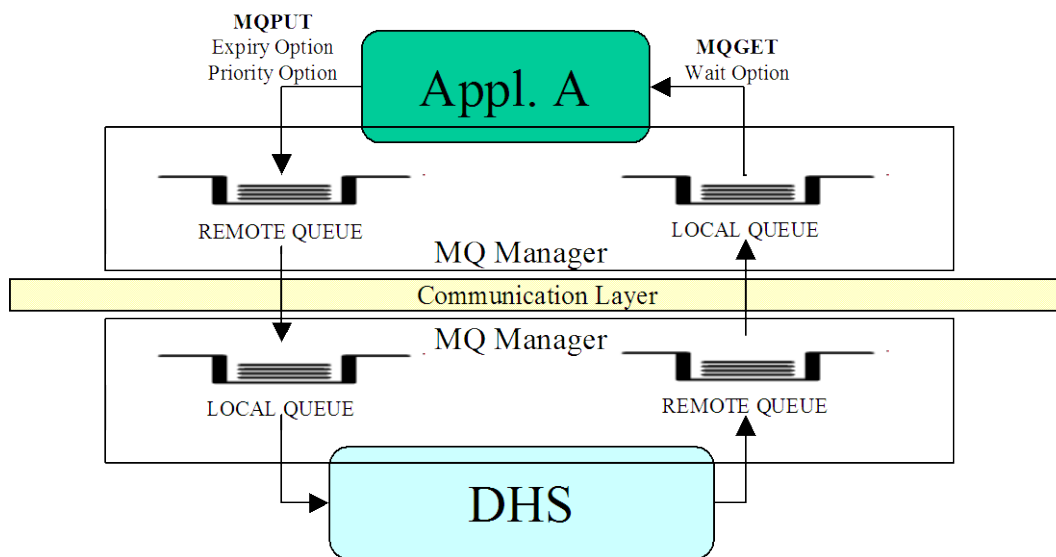 MQPUT
Expiry Option
Priority Option
Appl. A
MQGET
Wait Option
REMOTE QUEUE
LOCAL QUEUE
MQ Manager
Communication Layer
MQ Manager
LOCAL QUEUE
REMOTE QUEUE
DHS